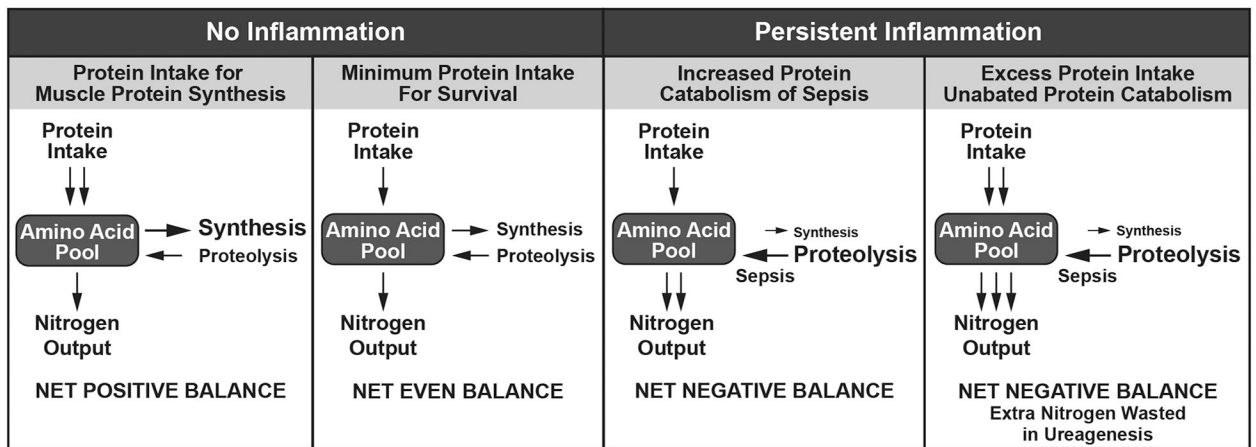 No Inflammation
Persistent Inflammation
Protein Intake for
Muscle Protein Synthesis
Protein
Intake
Amino Acid
Pool
Synthesis
Proteolysis
Nitrogen
Output
NET POSITIVE BALANCE
Minimum Protein Intake
For Survival
Protein
Intake
Amino Acid
Pool
Synthesis
Proteolysis
Nitrogen
Output
NET EVEN BALANCE
Increased Protein
Catabolism of Sepsis
Protein
Intake
Amino Acid
Pool
Synthesis
Proteolysis
Sepsis
Nitrogen
Output
NET NEGATIVE BALANCE
Excess Protein Intake
Unabated Protein Catabolism
Protein
Intake
Amino Acid
Pool
Synthesis
Proteolysis
Sepsis
Nitrogen
Output
NET NEGATIVE BALANCE
Extra Nitrogen Wasted
in Ureagenesis